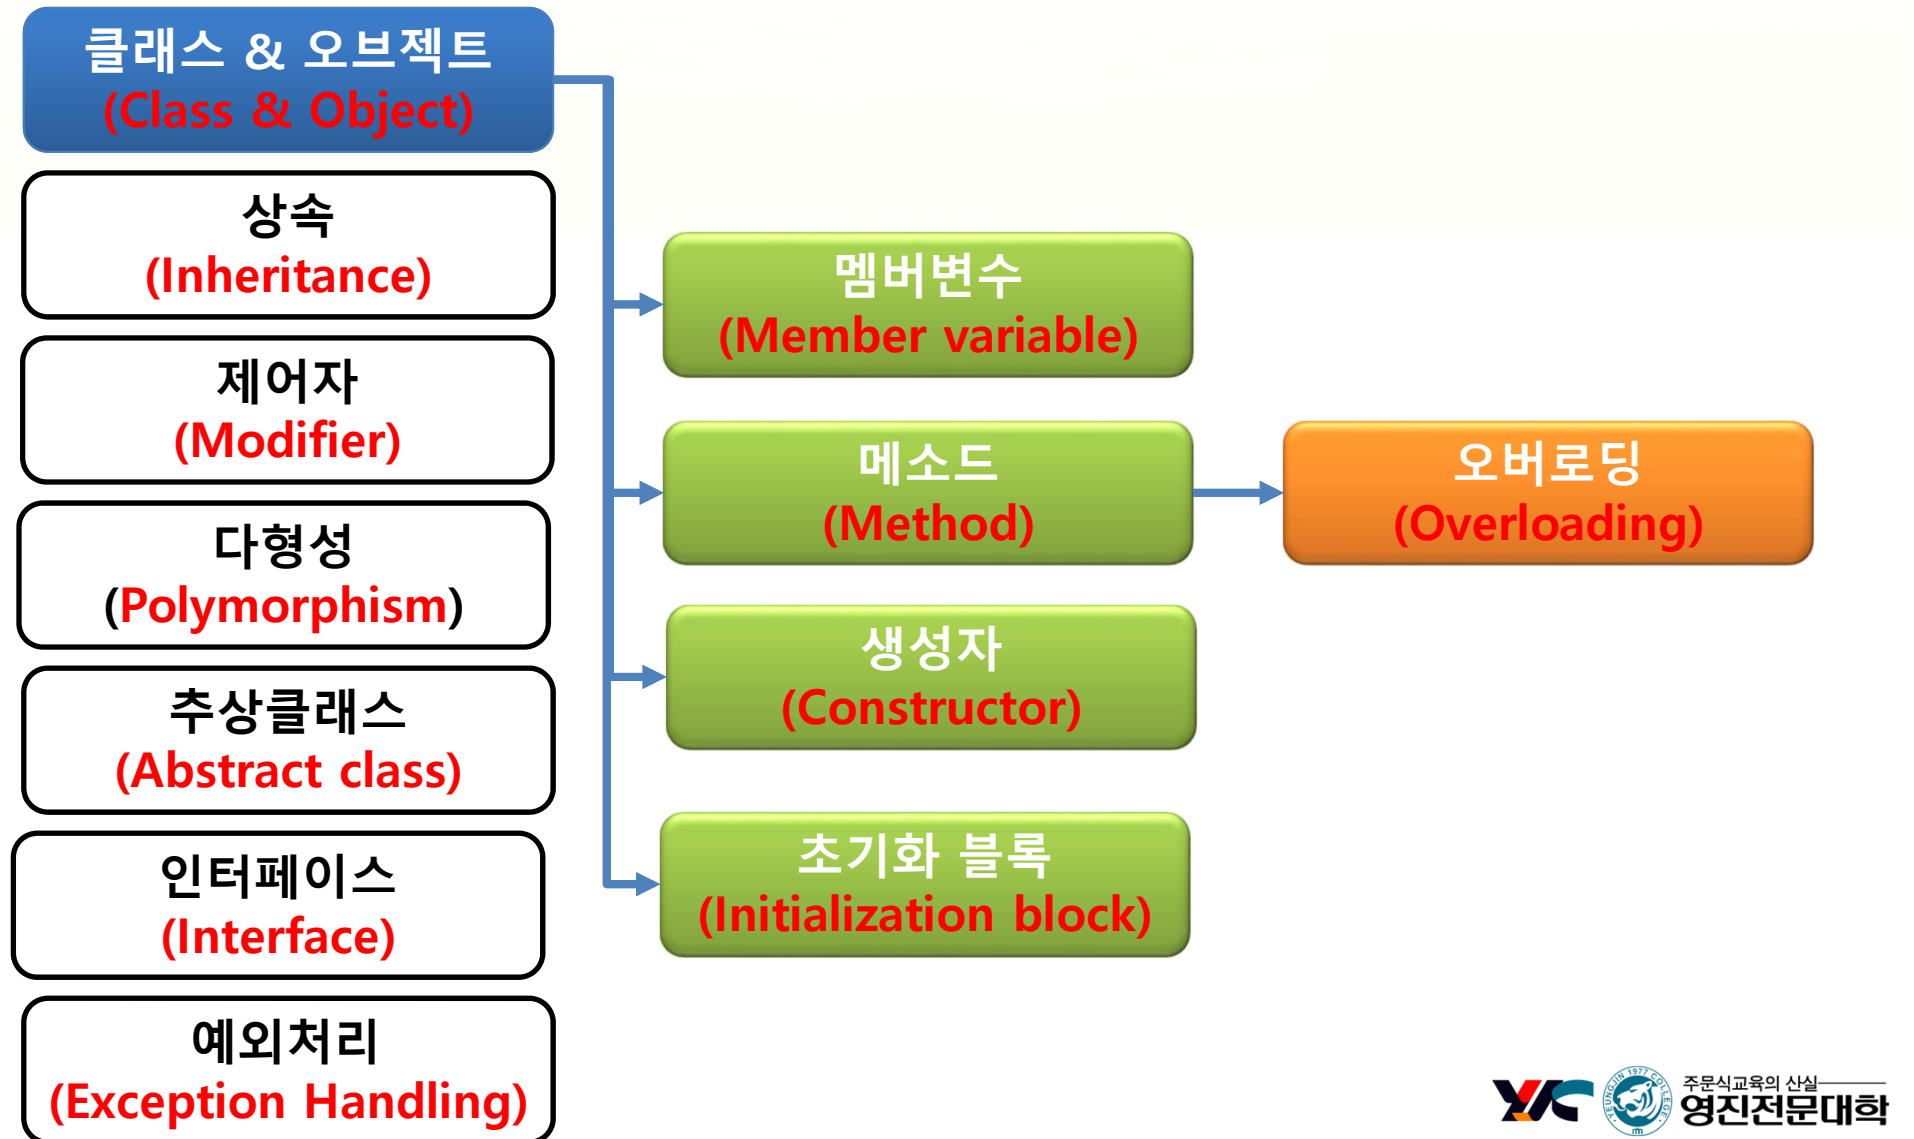 클래스 & 오브젝트
(Class & Object)
상속
(Inheritance)
제어자
(Modifier)
다형성
(Polymorphism)
추상클래스
(Abstract class)
인터페이스
(Interface)
예외처리
(Exception Handling)
멤버변수
(Member variable)
메소드
(Method)
생성자
(Constructor)
초기화 블록
(Initialization block)
오버로딩
(Overloading)
YJC
YEUNGJIN 1977 COLLEGE
주문식교육의 산실
영진전문대학